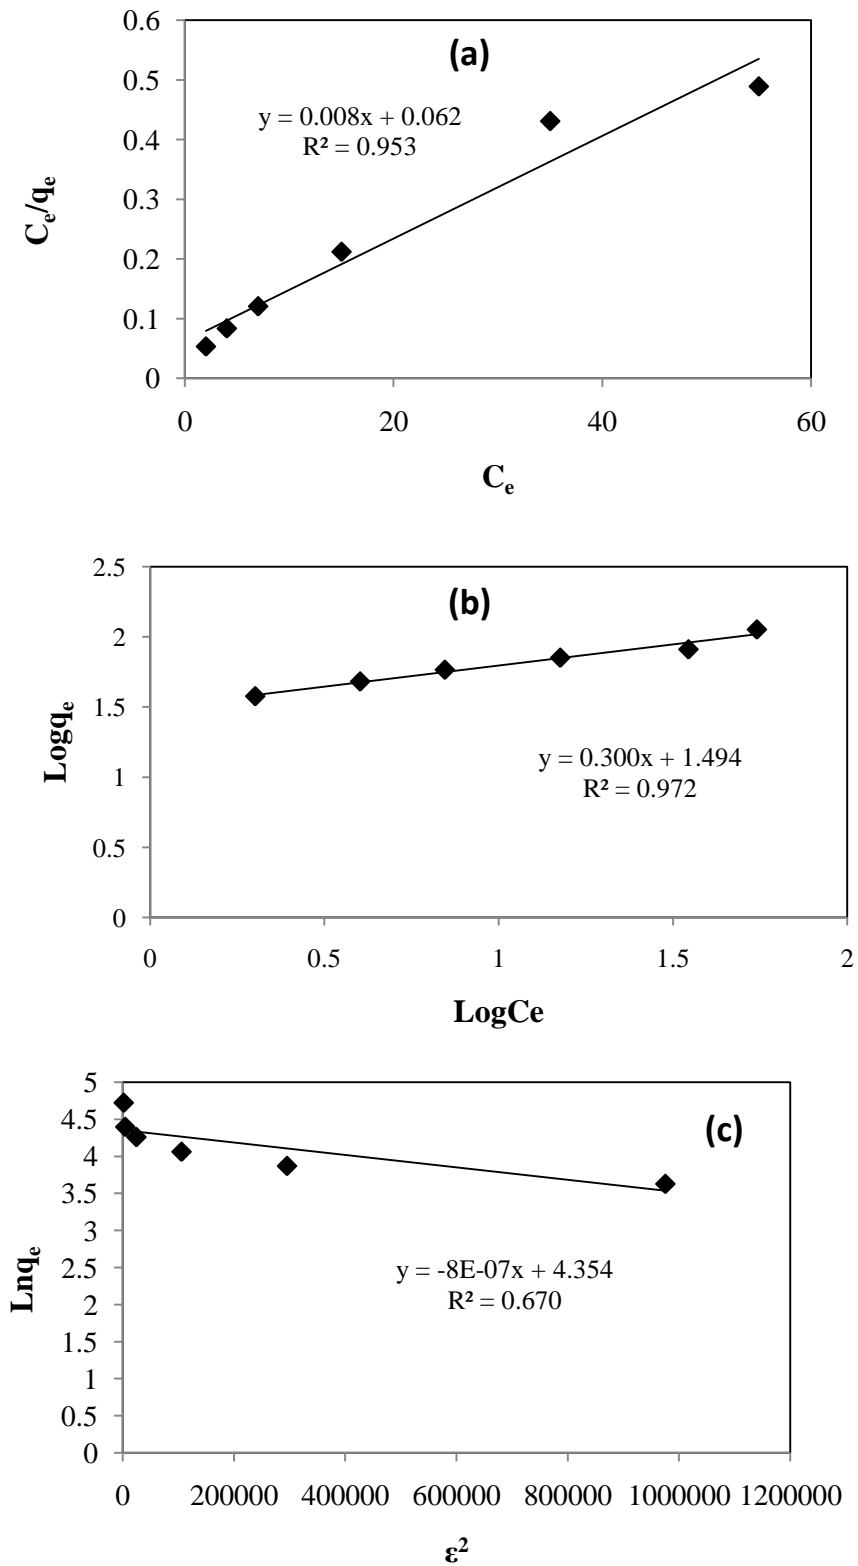 0.6
(a)
0.5
y = 0.008x + 0.062
R² = 0.953
0.4
Cₑ/qₑ
0.3
0.2
0.1
0
0 20 40 60
Cₑ
2.5
(b)
2
1.5
Logqₑ
y = 0.300x + 1.494
R² = 0.972
1
0.5
0
0 0.5 1 1.5 2
LogCe
5
4.5
(c)
4
3.5
3
Lnqₑ
2.5
y = -8E-07x + 4.354
R² = 0.670
2
1.5
1
0.5
0
0 200000 400000 600000 800000 1000000 1200000
ε²